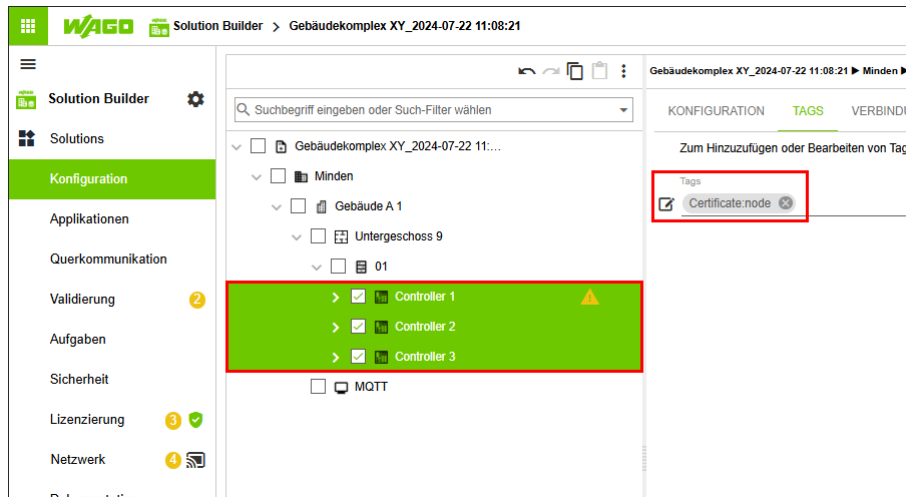 WAGO Solution Builder > Gebäudekomplex XY_2024-07-22 11:08:21
Solution Builder
Solutions
Konfiguration
Applikationen
Querkommunikation
Validierung 2
Aufgaben
Sicherheit
Lizenzierung 3
Netzwerk 4
Suchbegriff eingeben oder Such-Filter wählen
Gebäudekomplex XY_2024-07-22 11:...
Minden
Gebäude A 1
Untergeschoss 9
01
Controller 1
Controller 2
Controller 3
MQTT
Gebäudekomplex XY_2024-07-22 11:08:21 ▶ Minden ▶
KONFIGURATION TAGS VERBINDU
Zum Hinzuzufügen oder Bearbeiten von Tag
Tags
Certificate:node